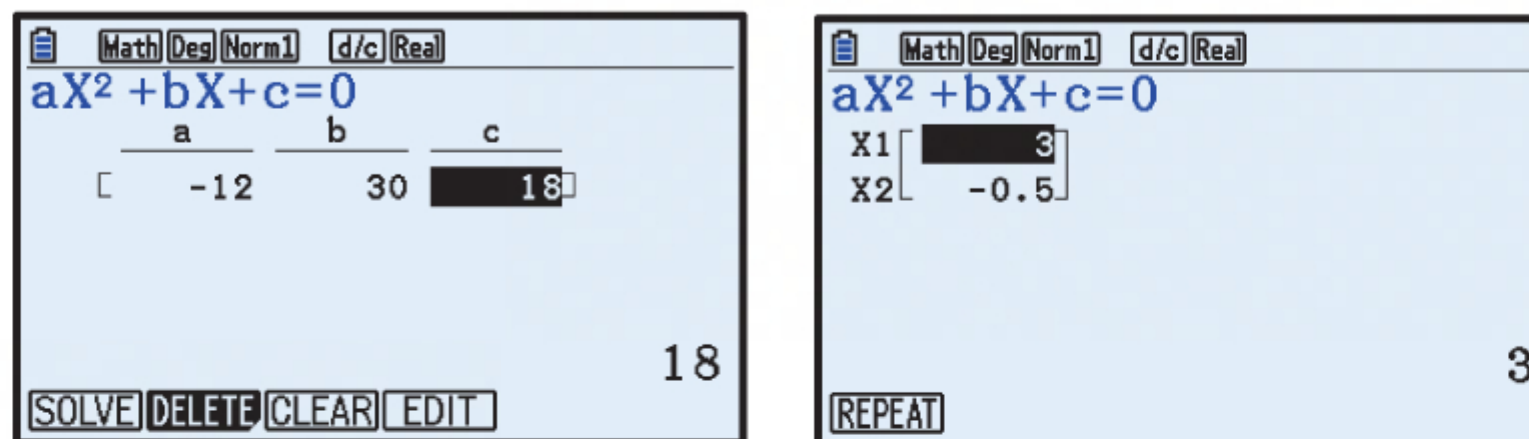 Math Deg Norm1 d/c Real
aX² +bX+c=0
a b c
[ -12 30 18 ]
18
SOLVE DELETE CLEAR EDIT
Math Deg Norm1 d/c Real
aX² +bX+c=0
X1 [ 3 ]
X2 [ -0.5 ]
3
REPEAT